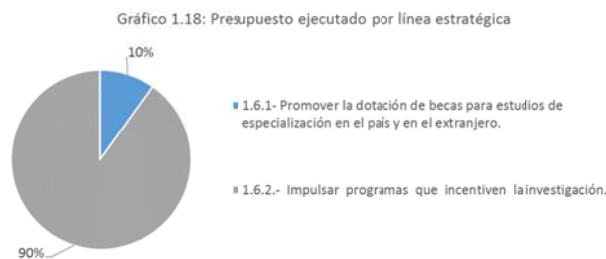 Gráfico 1.18: Presupuesto ejecutado por línea estratégica
10%
1.6.1- Promover la dotación de becas para estudios de
especialización en el país y en el extranjero.
1.6.2.- Impulsar programas que incentiven la investigación.
90%